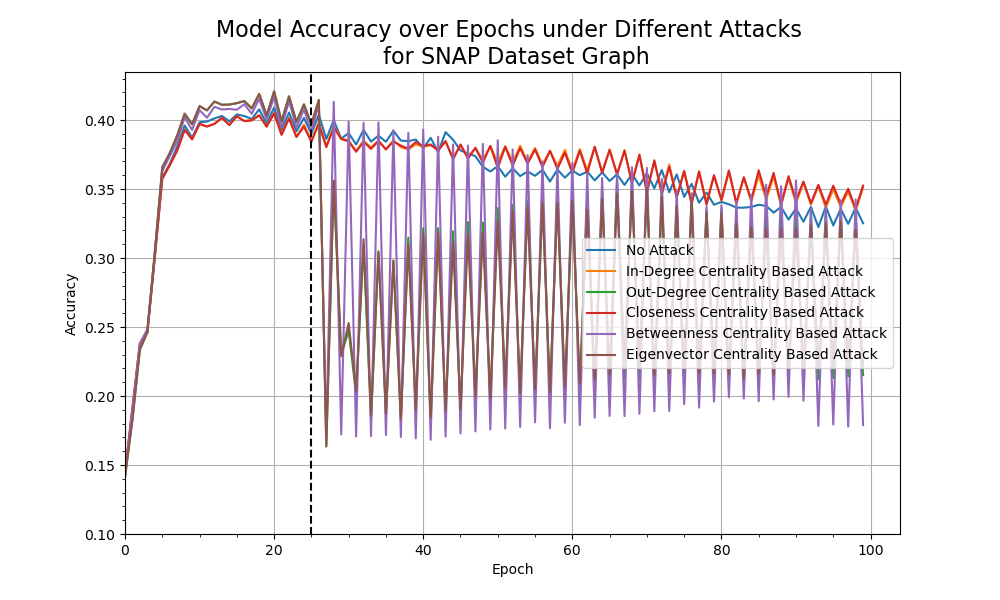 Model Accuracy over Epochs under Different Attacks
for SNAP Dataset Graph
Accuracy
0.40
0.35
0.30
0.25
0.20
0.15
0.10
No Attack
In-Degree Centrality Based Attack
Out-Degree Centrality Based Attack
Closeness Centrality Based Attack
Betweenness Centrality Based Attack
Eigenvector Centrality Based Attack
0 20 40 60 80 100
Epoch